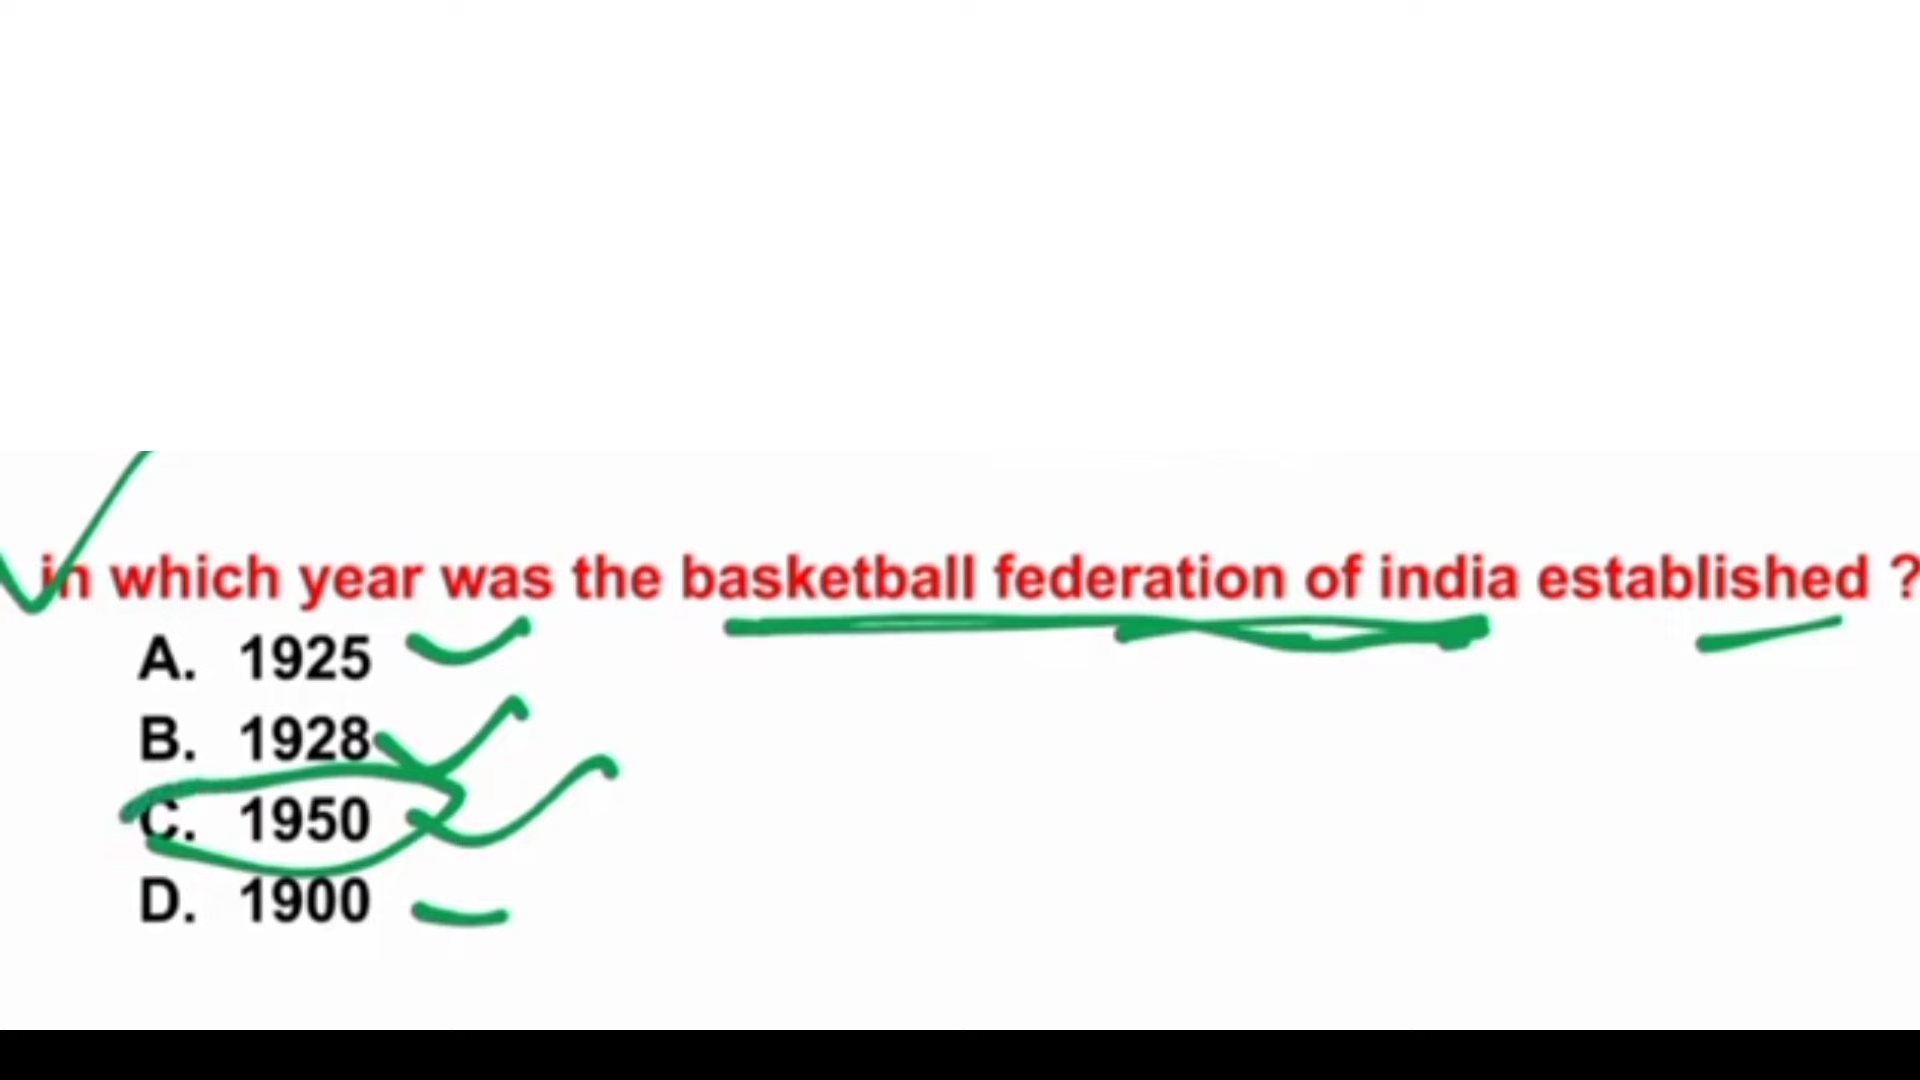 in which year was the basketball federation of india established ?
A. 1925
B. 1928
C. 1950
D. 1900